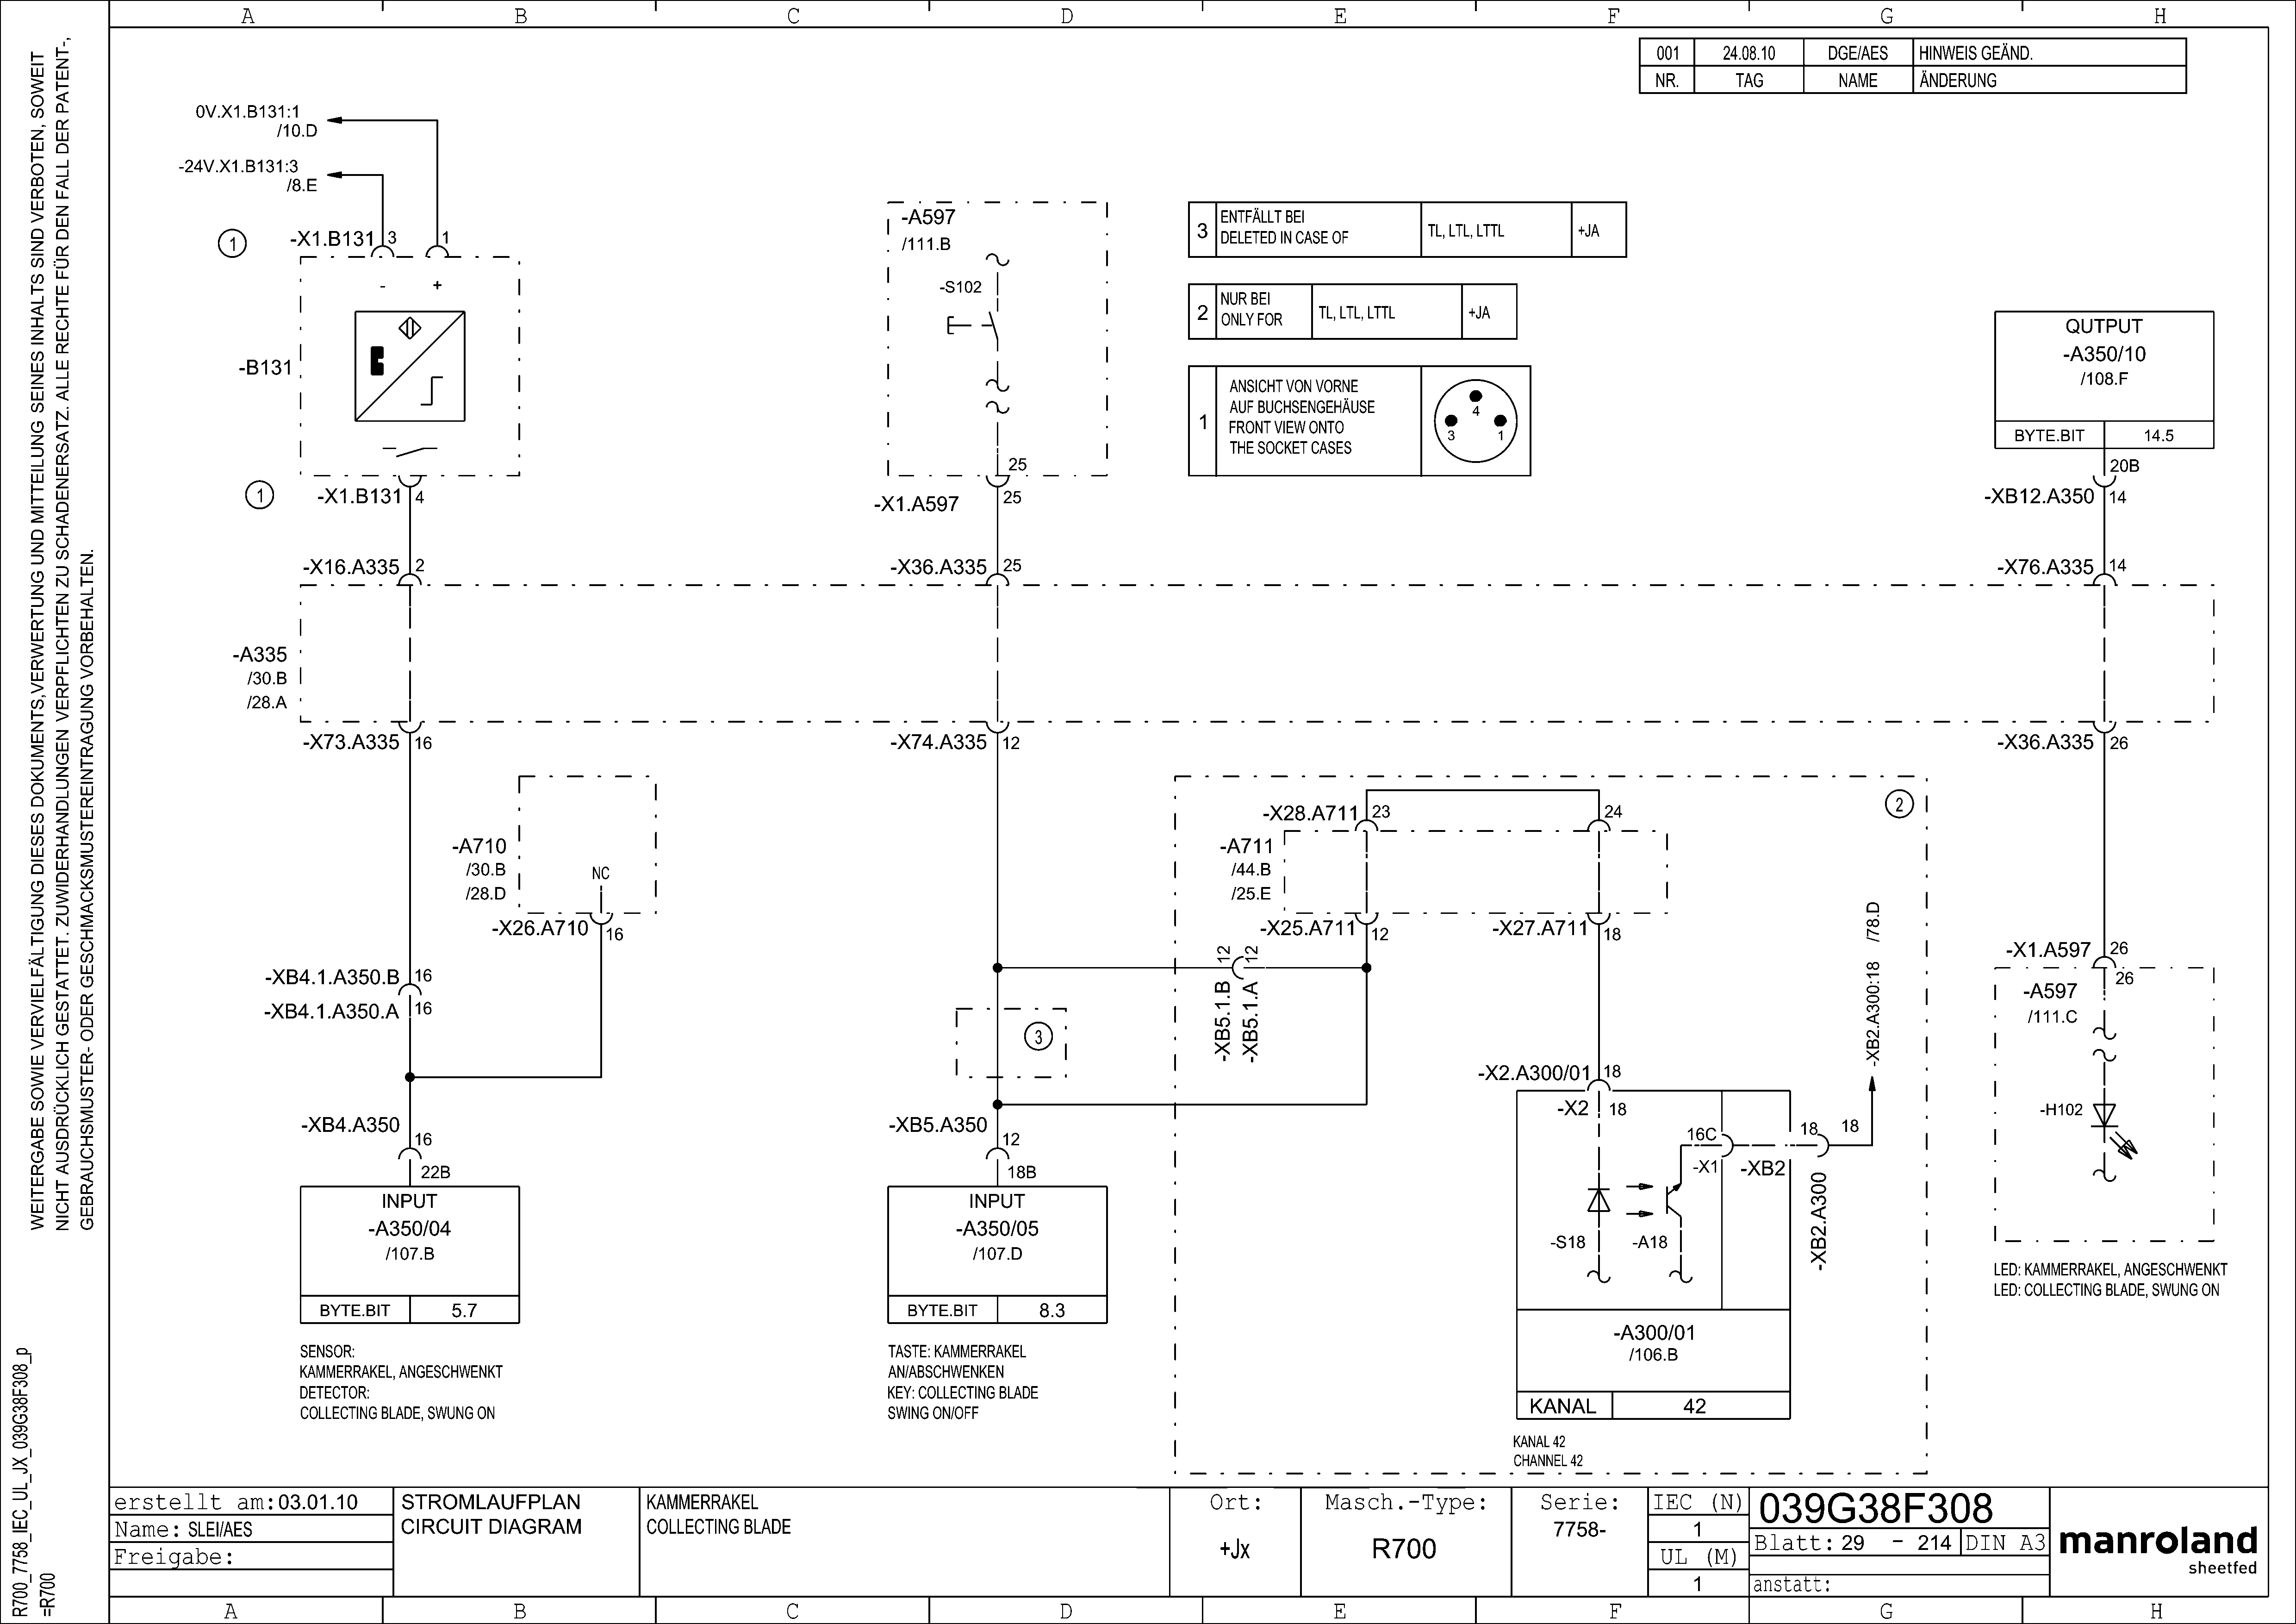 A B C D E F G H
001 24.08.10 DGE/AES HINWEIS GEÄND.
NR. TAG NAME ÄNDERUNG
WEITERGABE SOWIE VERVIELFÄLTIGUNG DIESES DOKUMENTS,VERWERTUNG UND MITTEILUNG SEINES INHALTS SIND VERBOTEN, SOWEIT
NICHT AUSDRÜCKLICH GESTATTET. ZUWIDERHANDLUNGEN VERPFLICHTEN ZU SCHADENERSATZ. ALLE RECHTE FÜR DEN FALL DER PATENT-,
GEBRAUCHSMUSTER- ODER GESCHMACKSMUSTEREINTRAGUNG VORBEHALTEN.
R700_7758_IEC_UL_JX_039G38F308_p
=R700
0V.X1.B131:1
/10.D
-24V.X1.B131:3
/8.E
1
-X1.B131 3 1
- +
-B131
1
-X1.B131 4
-X16.A335 2
-A335
/30.B
/28.A
-X73.A335 16
-A710
/30.B
/28.D
NC
-X26.A710 16
-XB4.1.A350.B 16
-XB4.1.A350.A 16
-XB4.A350
16
22B
INPUT
-A350/04
/107.B
BYTE.BIT 5.7
SENSOR:
KAMMERRAKEL, ANGESCHWENKT
DETECTOR:
COLLECTING BLADE, SWUNG ON
-A597
/111.B
-S102
25
-X1.A597 25
-X36.A335 25
-X74.A335 12
3
-XB5.A350
12
18B
INPUT
-A350/05
/107.D
BYTE.BIT 8.3
TASTE: KAMMERRAKEL
AN/ABSCHWENKEN
KEY: COLLECTING BLADE
SWING ON/OFF
3 ENTFÄLLT BEI
DELETED IN CASE OF TL, LTL, LTTL +JA
2 NUR BEI
ONLY FOR TL, LTL, LTTL +JA
1 ANSICHT VON VORNE
AUF BUCHSENGEHÄUSE
FRONT VIEW ONTO
THE SOCKET CASES
4
3 1
2
-X28.A711 23 24
-A711
/44.B
/25.E
-X25.A711 12
-X27.A711 18
12 12
-XB5.1.B
-XB5.1.A
-X2.A300/01 18
-X2 18
16C
-X1
-XB2
18 18
-XB2.A300
-XB2.A300:18 /78.D
-S18 -A18
-A300/01
/106.B
KANAL 42
KANAL 42
CHANNEL 42
QUTPUT
-A350/10
/108.F
BYTE.BIT 14.5
20B
-XB12.A350 14
-X76.A335 14
-X36.A335 26
-X1.A597 26
26
-A597
/111.C
-H102
LED: KAMMERRAKEL, ANGESCHWENKT
LED: COLLECTING BLADE, SWUNG ON
erstellt am:03.01.10
Name: SLEI/AES
Freigabe:
STROMLAUFPLAN
CIRCUIT DIAGRAM
KAMMERRAKEL
COLLECTING BLADE
Ort:
+Jx
Masch.-Type:
R700
Serie:
7758-
IEC (N)
1
UL (M)
1
039G38F308
Blatt: 29 - 214 DIN A3
anstatt:
manroland
sheetfed
A B C D E F G H